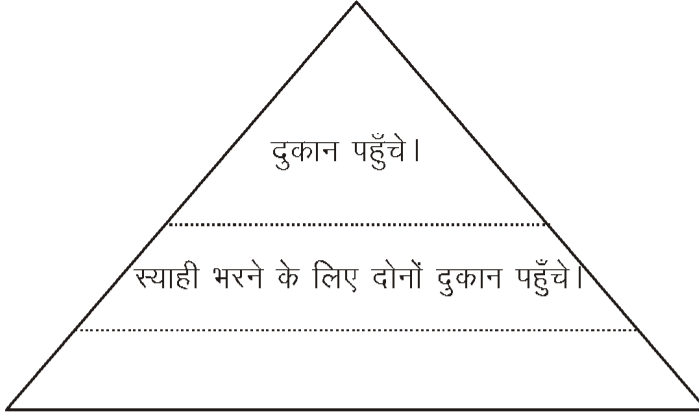 दुकान पहुँचे।
स्याही भरने के लिए दोनों दुकान पहुँचे।